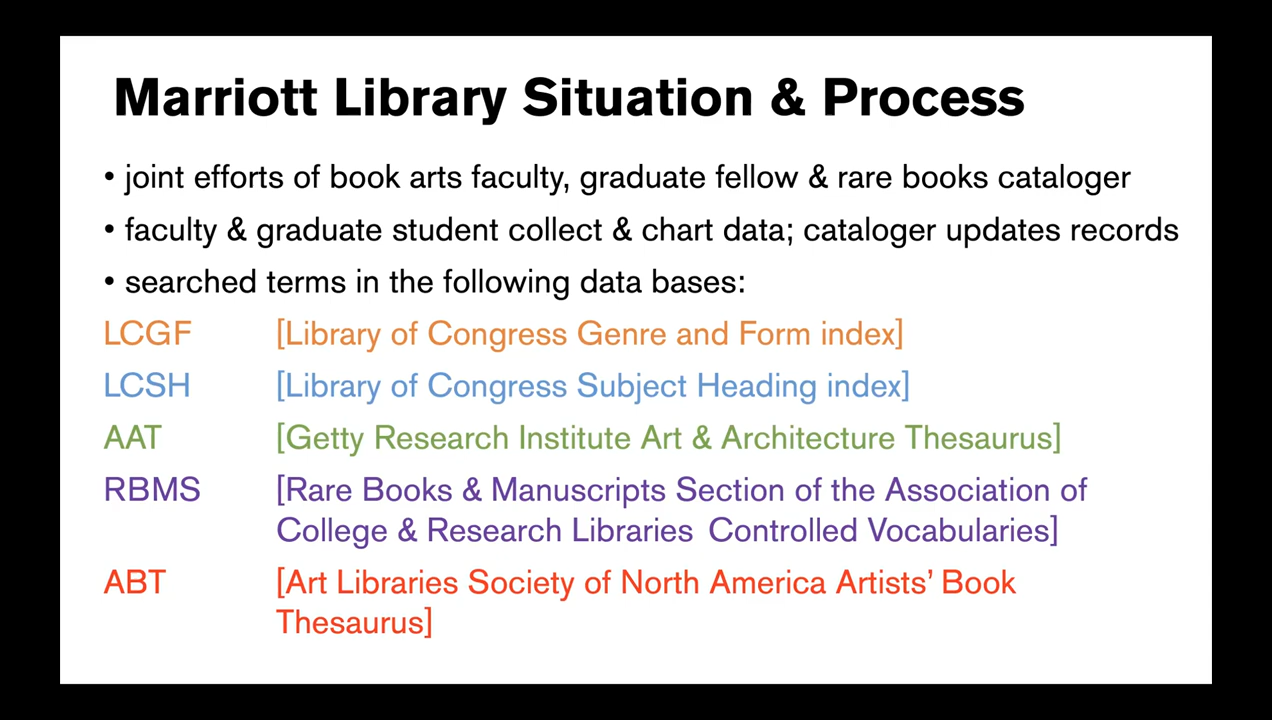 Marriott Library Situation & Process
• joint efforts of book arts faculty, graduate fellow & rare books cataloger
• faculty & graduate student collect & chart data; cataloger updates records
• searched terms in the following data bases:
LCGF [Library of Congress Genre and Form index]
LCSH [Library of Congress Subject Heading index]
AAT [Getty Research Institute Art & Architecture Thesaurus]
RBMS [Rare Books & Manuscripts Section of the Association of
College & Research Libraries Controlled Vocabularies]
ABT [Art Libraries Society of North America Artists’ Book
Thesaurus]